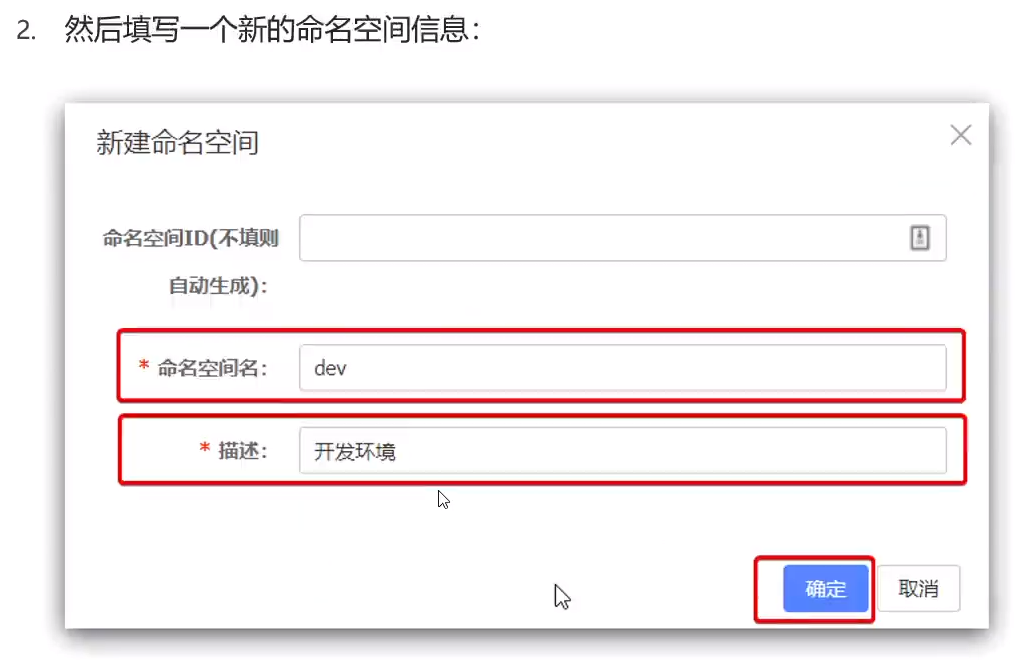 2. 然后填写一个新的命名空间信息：
新建命名空间
命名空间ID(不填则
自动生成)：
* 命名空间名： dev
* 描述： 开发环境
确定 取消